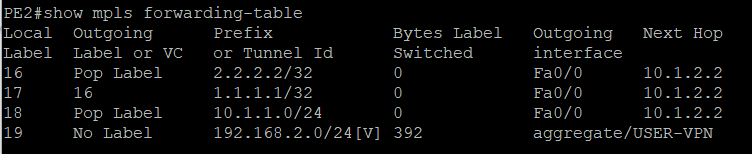 PE2#show mpls forwarding-table
Local Outgoing Prefix Bytes Label Outgoing Next Hop
Label Label or VC or Tunnel Id Switched interface
16 Pop Label 2.2.2.2/32 0 Fa0/0 10.1.2.2
17 16 1.1.1.1/32 0 Fa0/0 10.1.2.2
18 Pop Label 10.1.1.0/24 0 Fa0/0 10.1.2.2
19 No Label 192.168.2.0/24[V] 392 aggregate/USER-VPN